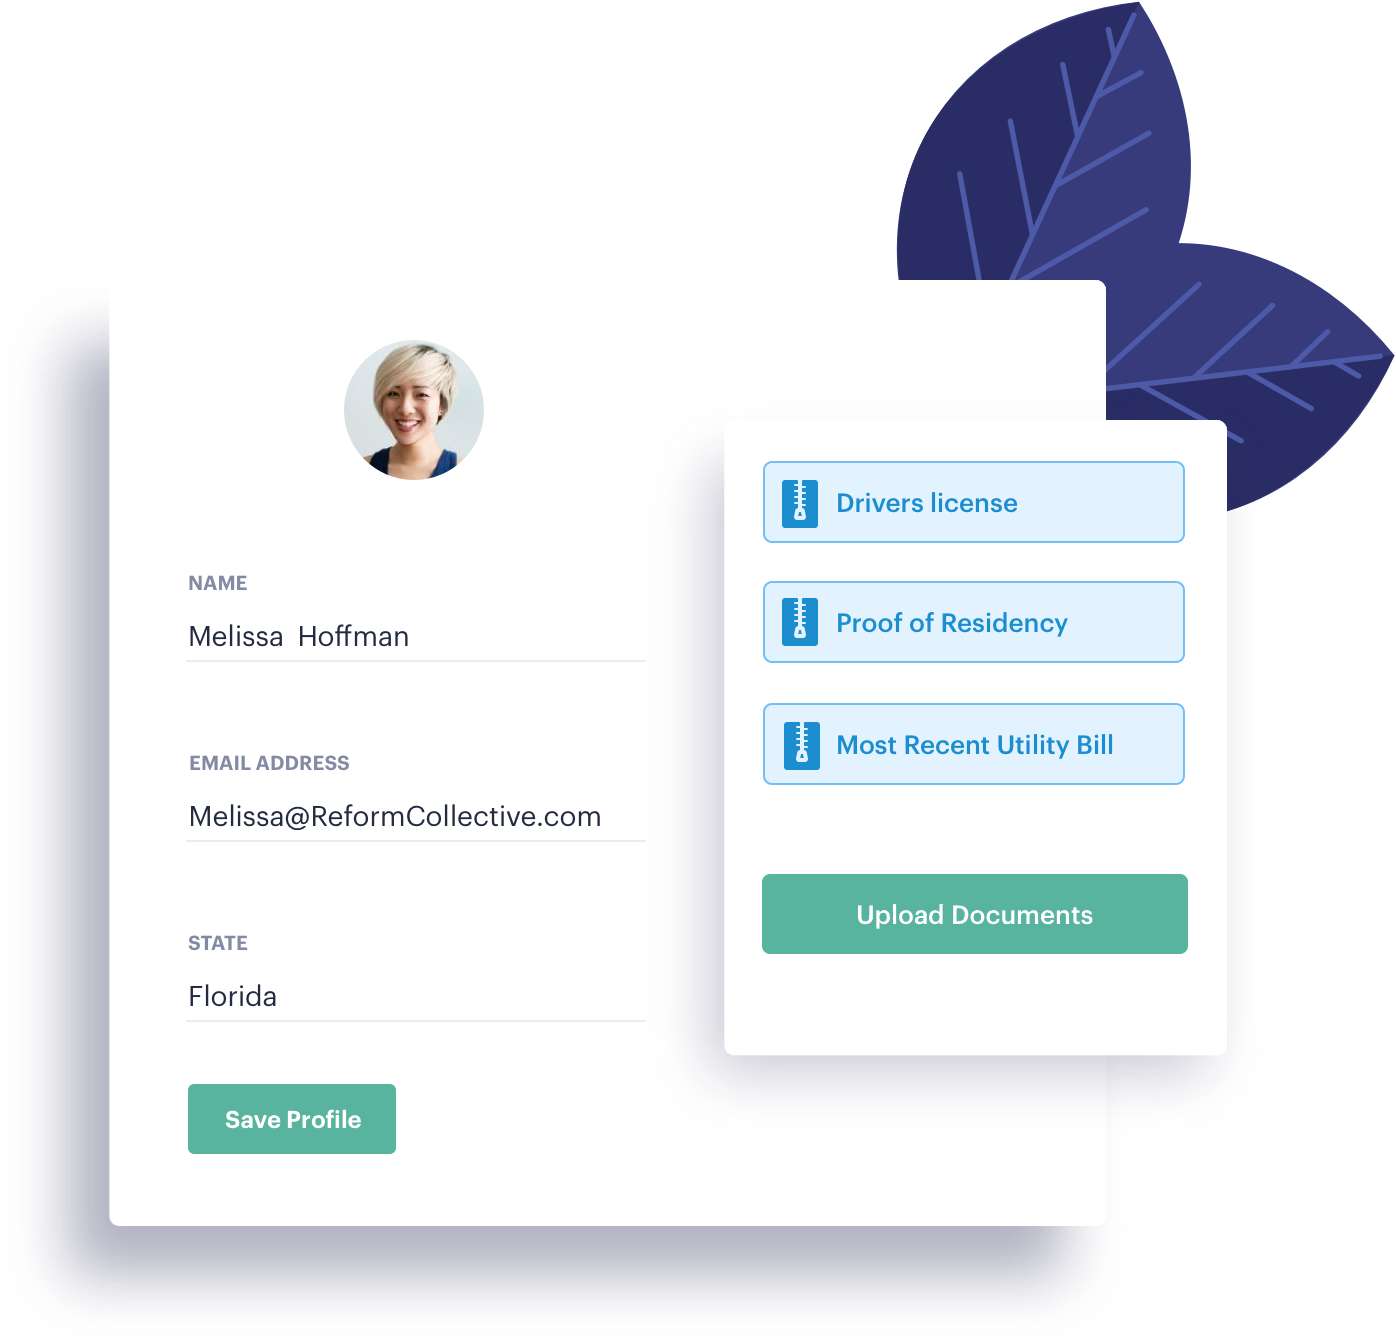 NAME
Melissa  Hoffman
EMAIL ADDRESS
Melissa@ReformCollective.com
STATE
Florida
Save Profile
Drivers license
Proof of Residency
Most Recent Utility Bill
Upload Documents